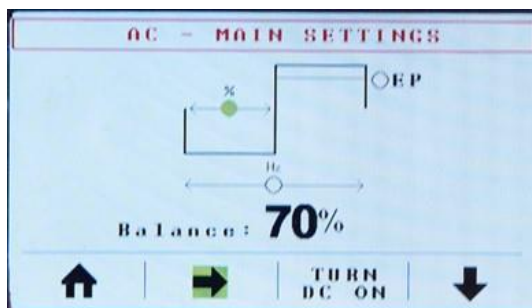 AC - MAIN SETTINGS
%
EP
Hz
Balance: 70%
TURN
DC ON